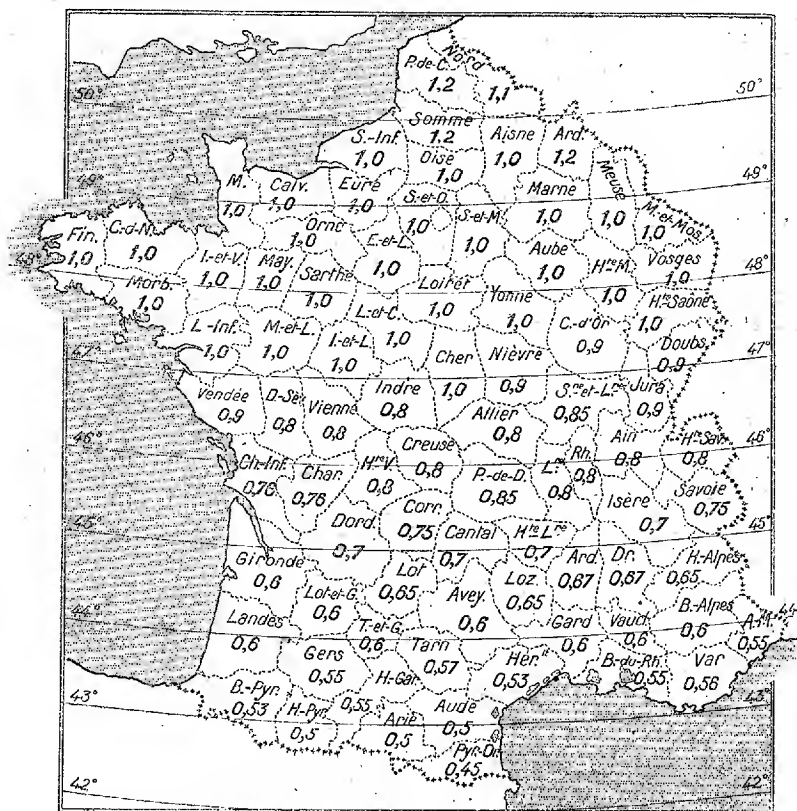 Nord
P.-de-C.
1,2
1,1
50°
50°
Somme
1,2
S.-Inf.
1,0
Aisne
1,0
Ard.
1,2
Oise
1,0
49°
49°
M.
1,0
Calv.
1,0
Eure
1,0
S.-et-O.
1,0
S.-et-M.
1,0
Marne
1,0
Meuse
1,0
M.-et-Mos.
1,0
Fin.
1,0
C.-d-N.
1,0
Orne
1,0
E.-et-L.
1,0
Aube
1,0
Hte M.
1,0
Vosges
1,0
48°
48°
I.-et-V.
1,0
May.
1,0
Sarthe
1,0
Morb.
1,0
Loiret
1,0
Yonne
1,0
Hte Saône
1,0
L.-Inf.
1,0
M.-et-L.
1,0
I.-et-L.
1,0
L.-et-C.
1,0
C.-d'Or
0,9
Doubs
0,9
47°
47°
Cher
1,0
Nièvre
0,9
Vendée
0,9
D.-Sèv.
0,8
Vienne
0,8
Indre
0,8
Allier
0,8
S.ne et-L.re
0,85
Jura
0,9
46°
46°
Ch-Inf.
0,76
Char.
0,76
Hte V.
0,8
Creuse
0,8
P.-de-D.
0,85
L.re
0,8
Rh.
0,8
Ain
0,8
Hte Sav.
0,8
Savoie
0,75
Isère
0,7
45°
45°
Dord.
0,7
Corr.
0,75
Cantal
0,7
Hte L.re
0,7
Gironde
0,6
Lot
0,65
Loz.
0,65
Ard.
0,67
Dr.
0,67
H.-Alpes
0,65
Lot-et-G.
0,6
Avey.
0,6
44°
44
Landes
0,6
T.-et-G.
0,6
Tarn
0,57
Gard
0,6
Vaucl.
0,6
B.-Alpes
0,6
0,55
Gers
0,55
H.-Gar.
0,55
Hér.lt
0,53
B.-du-Rh.
0,55
Var
0,56
43°
43°
B.-Pyr.
0,53
H.-Pyr.
0,5
Arié.
0,5
Aude
0,5
Pyr.-Or.
0,45
42°
42°